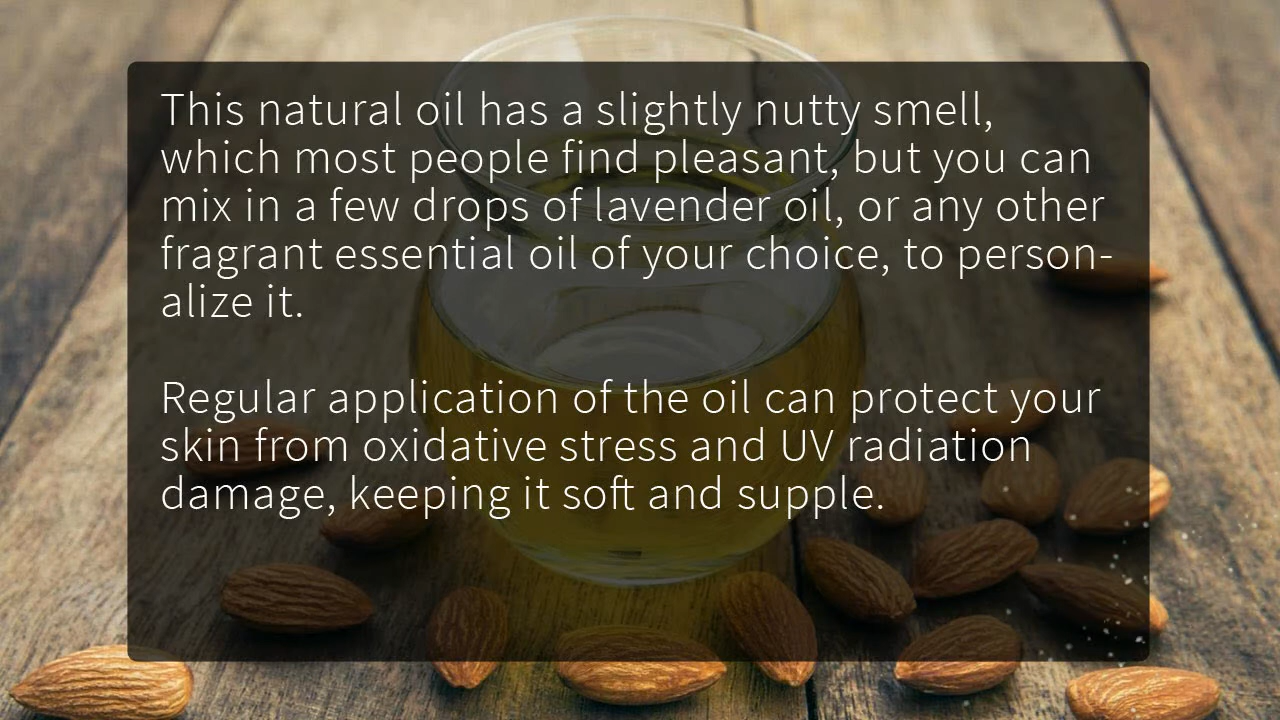 This natural oil has a slightly nutty smell,
which most people find pleasant, but you can
mix in a few drops of lavender oil, or any other
fragrant essential oil of your choice, to person-
alize it.
Regular application of the oil can protect your
skin from oxidative stress and UV radiation
damage, keeping it soft and supple.